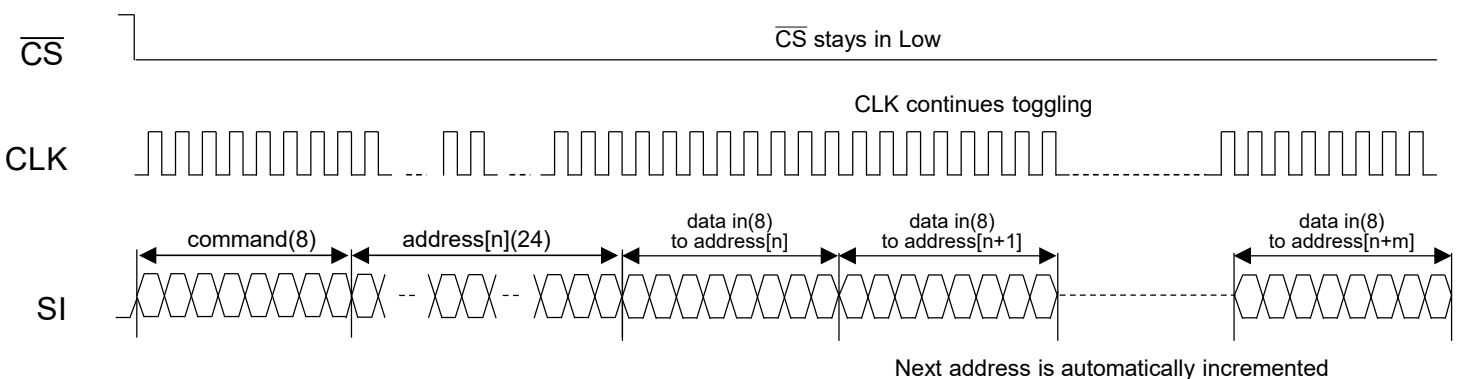 CS
CS stays in Low
CLK continues toggling
CLK
command(8)
address[n](24)
data in(8)
to address[n]
data in(8)
to address[n+1]
data in(8)
to address[n+m]
SI
Next address is automatically incremented